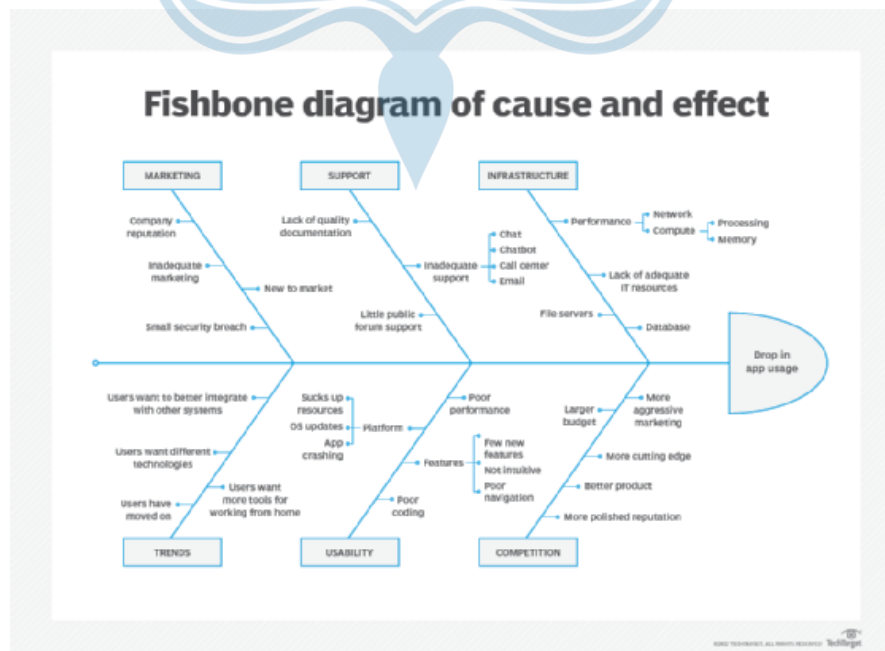 Fishbone diagram of cause and effect
MARKETING
SUPPORT
INFRASTRUCTURE
Company
reputation
Inadequate
marketing
New to market
Small security breach
Lack of quality
documentation
Inadequate
support
Chat
Chatbot
Call center
Email
Little public
forum support
Performance
Network
Compute
Processing
Memory
Lack of adequate
IT resources
File servers
Database
Drop in
app usage
Users want to better integrate
with other systems
Users want different
technologies
Users want
more tools for
working from home
Users have
moved on
Sucks up
resources
OS updates
App
crashing
Platform
Poor
performance
Features
Few new
features
Not intuitive
Poor
navigation
Poor
coding
Larger
budget
More
aggressive
marketing
More cutting edge
Better product
More polished reputation
TRENDS
USABILITY
COMPETITION
©2022 TECHTARGET. ALL RIGHTS RESERVED TechTarget